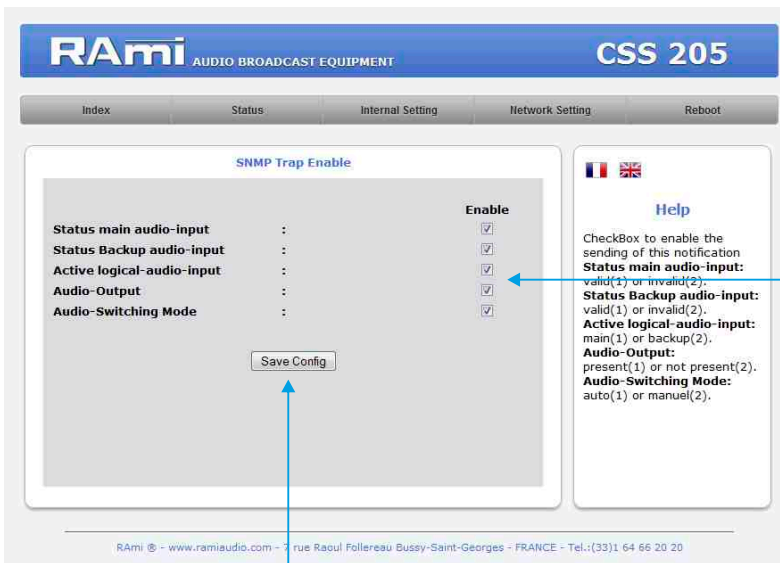 RAmi AUDIO BROADCAST EQUIPMENT CSS 205
Index Status Internal Setting Network Setting Reboot
SNMP Trap Enable
Enable
Status main audio-input :
Status Backup audio-input :
Active logical-audio-input :
Audio-Output :
Audio-Switching Mode :
Save Config
Help
CheckBox to enable the
sending of this notification
Status main audio-input:
valid(1) or invalid(2).
Status Backup audio-input:
valid(1) or invalid(2).
Active logical-audio-input:
main(1) or backup(2).
Audio-Output:
present(1) or not present(2).
Audio-Switching Mode:
auto(1) or manuel(2).
RAmi ® - www.ramiaudio.com - 7 rue Raoul Follereau Bussy-Saint-Georges - FRANCE - Tel.:(33)1 64 66 20 20